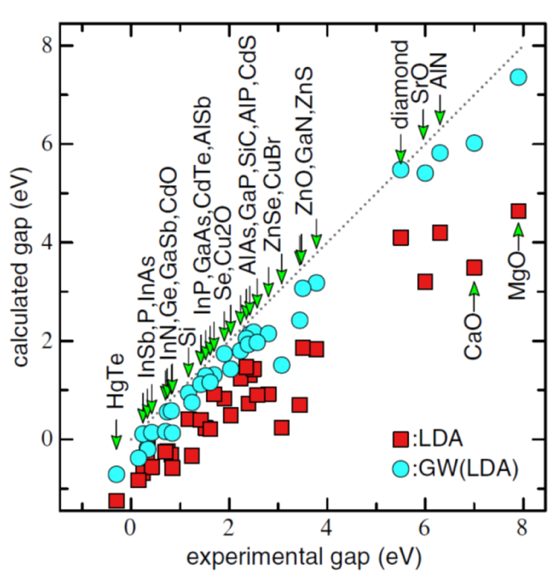 8
6
4
2
0
calculated gap (eV)
HgTe
InSb,P,InAs
InN,Ge,GaSb,CdO
Si
InP,GaAs,CdTe,AlSb
Se,Cu2O
AlAs,GaP,SiC,AlP,CdS
ZnSe,CuBr
ZnO,GaN,ZnS
diamond
SrO
AlN
CaO
MgO
:LDA
:GW(LDA)
0 2 4 6 8
experimental gap (eV)